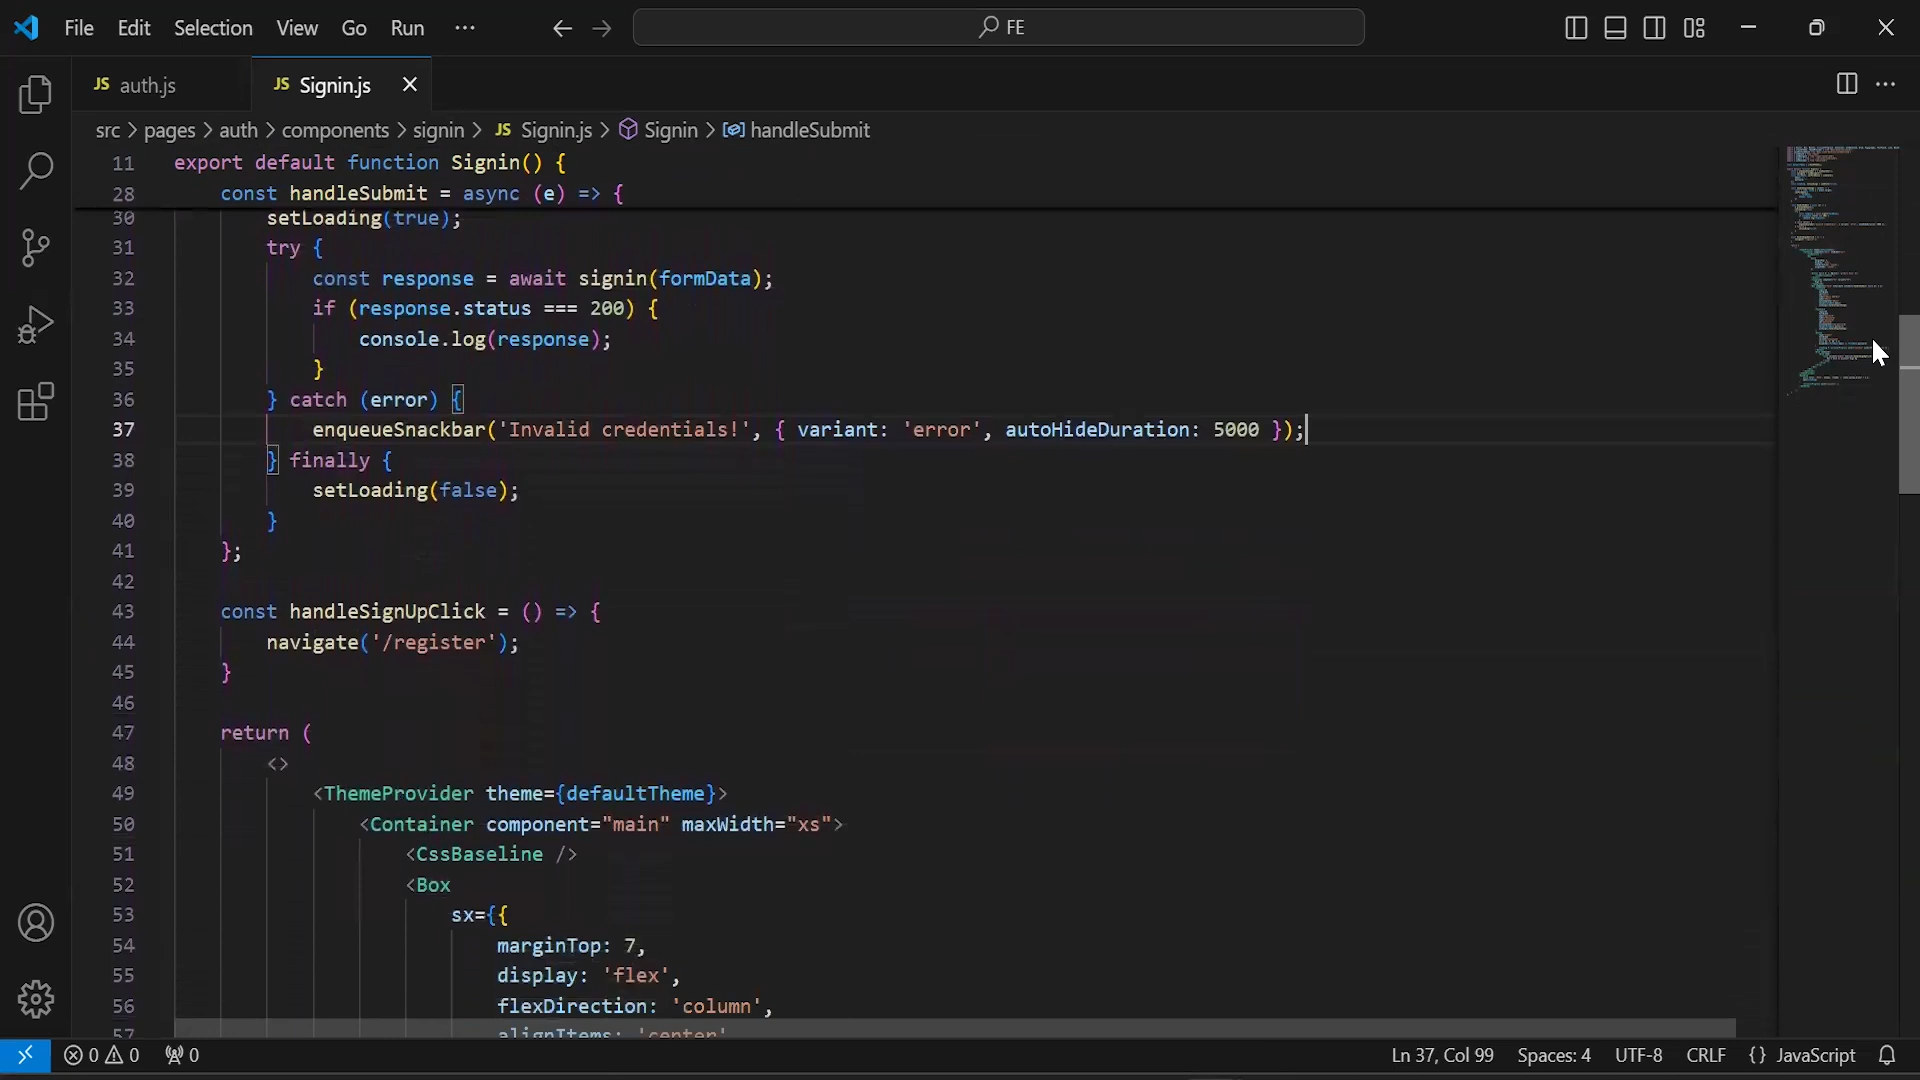 File Edit Selection View Go Run ···
FE
JS auth.js
JS Signin.js
src > pages > auth > components > signin > JS Signin.js > Signin > handleSubmit
11 export default function Signin() {
28 const handleSubmit = async (e) => {
30 setLoading(true);
31 try {
32 const response = await signin(formData);
33 if (response.status === 200) {
34 console.log(response);
35 }
36 } catch (error) {
37 enqueueSnackbar('Invalid credentials!', { variant: 'error', autoHideDuration: 5000 });
38 } finally {
39 setLoading(false);
40 }
41 };
42
43 const handleSignUpClick = () => {
44 navigate('/register');
45 }
46
47 return (
48 <>
49 <ThemeProvider theme={defaultTheme}>
50 <Container component="main" maxWidth="xs">
51 <CssBaseline />
52 <Box
53 sx={{
54 marginTop: 7,
55 display: 'flex',
56 flexDirection: 'column',
57 alignItems: 'center'
0 0 0 Ln 37, Col 99 Spaces: 4 UTF-8 CRLF {} JavaScript